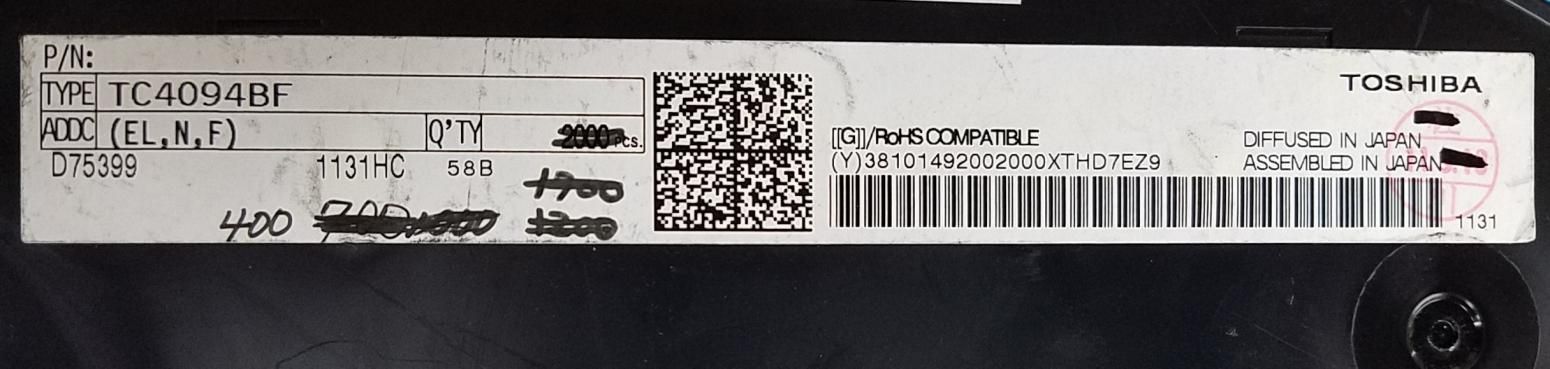 P/N:
TYPE TC4094BF
ADDC (EL,N,F) Q'TY 2000 PCS.
D75399 1131HC 58B
1700
400 1200
TOSHIBA
[[G]]/RoHS COMPATIBLE
DIFFUSED IN JAPAN
(Y)38101492002000XTHD7EZ9
ASSEMBLED IN JAPAN
1131